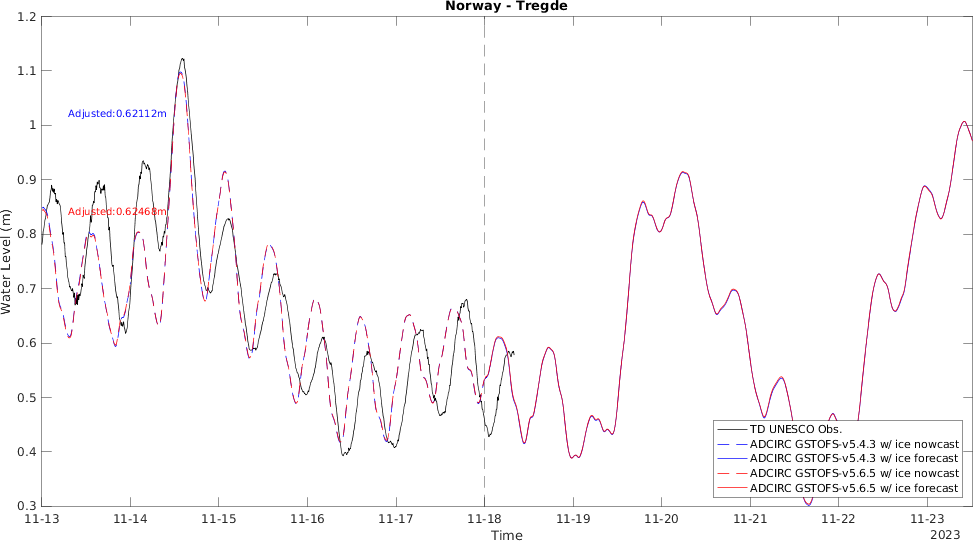 Norway - Tregde
1.2
1.1
1
0.9
0.8
0.7
0.6
0.5
0.4
0.3
Water Level (m)
Adjusted:0.62112m
Adjusted:0.62468m
TD UNESCO Obs.
ADCIRC GSTOFS-v5.4.3 w/ ice nowcast
ADCIRC GSTOFS-v5.4.3 w/ ice forecast
ADCIRC GSTOFS-v5.6.5 w/ ice nowcast
ADCIRC GSTOFS-v5.6.5 w/ ice forecast
11-13 11-14 11-15 11-16 11-17 11-18 11-19 11-20 11-21 11-22 11-23
Time
2023